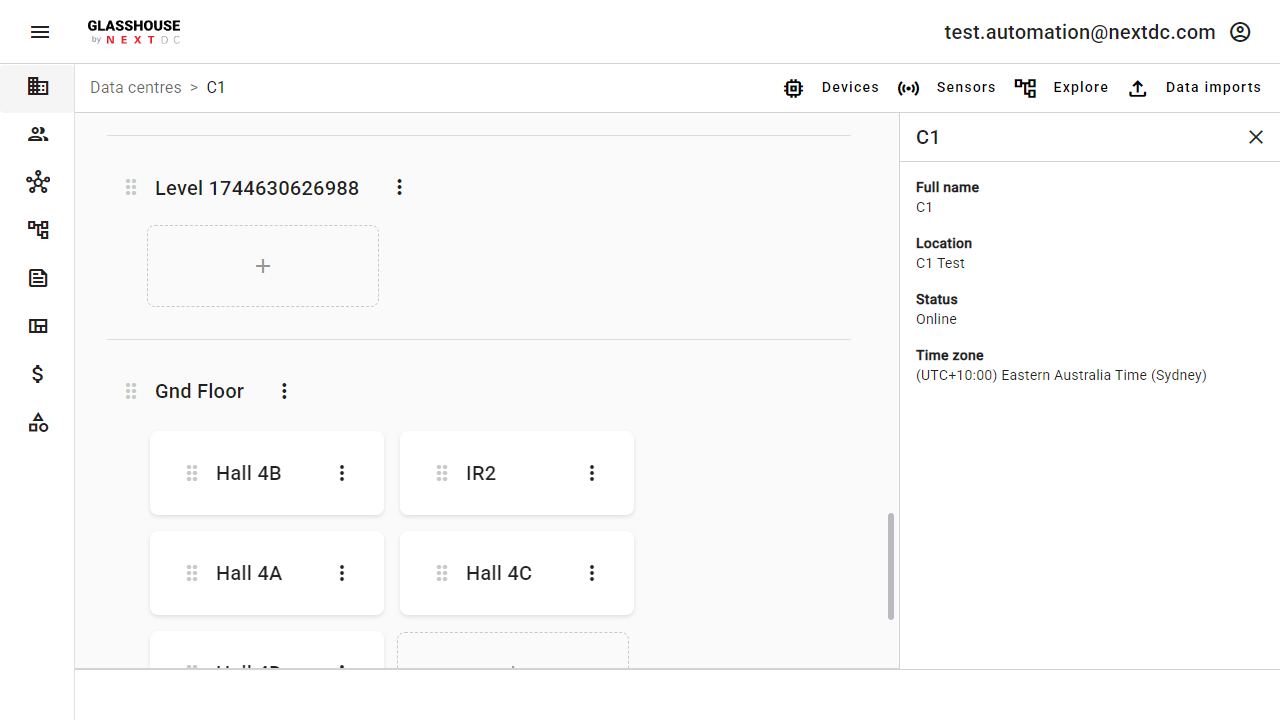 GLASSHOUSE
by NEXTDC
test.automation@nextdc.com
Data centres > C1
Devices
Sensors
Explore
Data imports
Level 1744630626988
+
Gnd Floor
Hall 4B
IR2
Hall 4A
Hall 4C
C1
Full name
C1
Location
C1 Test
Status
Online
Time zone
(UTC+10:00) Eastern Australia Time (Sydney)